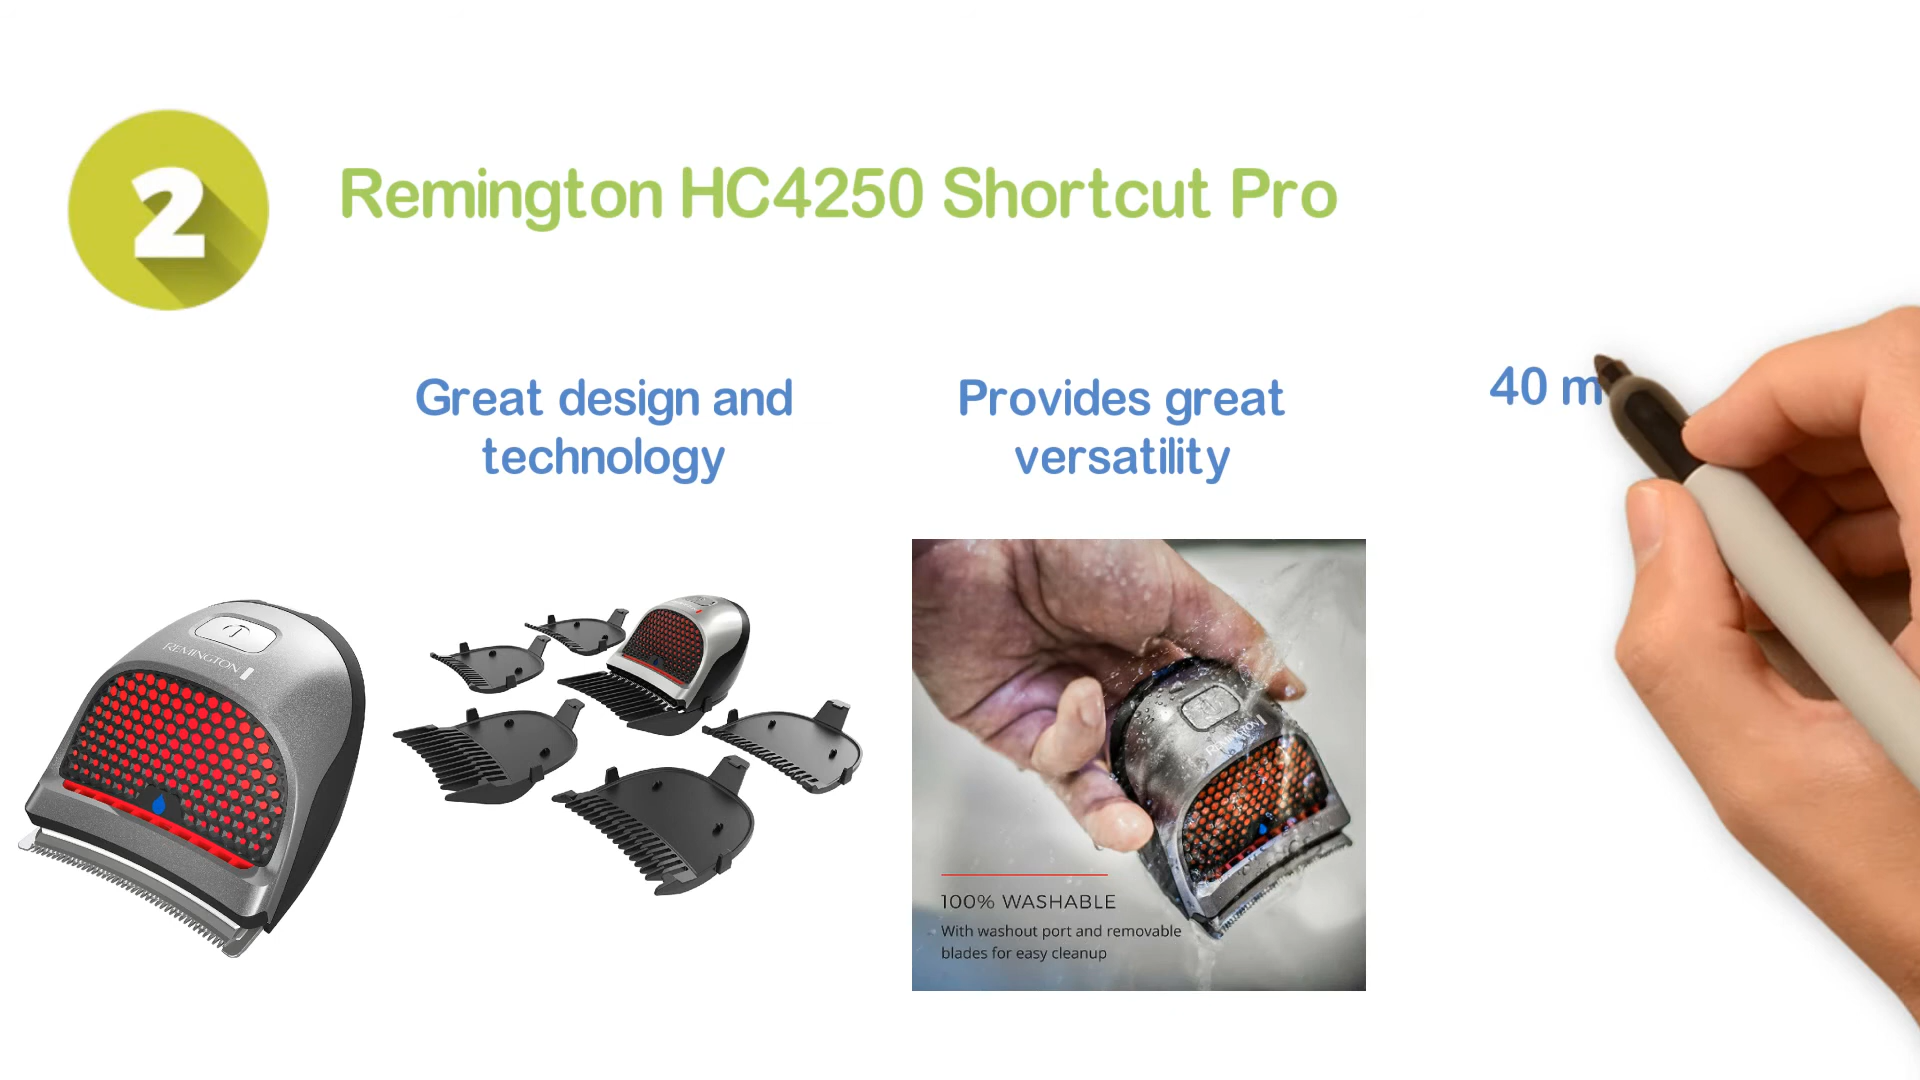 2
Remington HC4250 Shortcut Pro
Great design and
technology
Provides great
versatility
40 m
REMINGTON
REMINGTON
100% WASHABLE
With washout port and removable
blades for easy cleanup